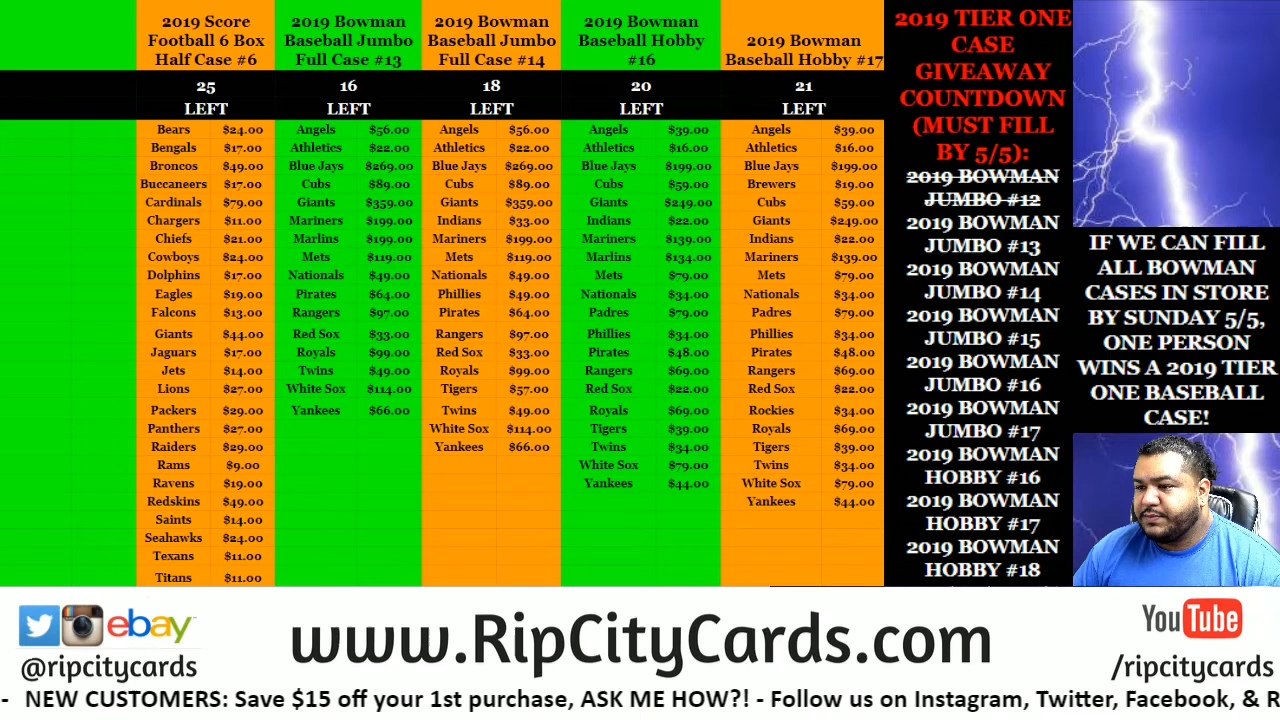 2019 Score
Football 6 Box
Half Case #6
25
LEFT
Bears $24.00
Bengals $17.00
Broncos $49.00
Buccaneers $17.00
Cardinals $79.00
Chargers $11.00
Chiefs $21.00
Cowboys $24.00
Dolphins $17.00
Eagles $19.00
Falcons $13.00
Giants $44.00
Jaguars $17.00
Jets $14.00
Lions $27.00
Packers $29.00
Panthers $27.00
Raiders $29.00
Rams $9.00
Ravens $19.00
Redskins $49.00
Saints $14.00
Seahawks $24.00
Texans $11.00
Titans $11.00
2019 Bowman
Baseball Jumbo
Full Case #13
16
LEFT
Angels $56.00
Athletics $22.00
Blue Jays $269.00
Cubs $89.00
Giants $359.00
Mariners $199.00
Marlins $199.00
Mets $119.00
Nationals $49.00
Pirates $64.00
Rangers $97.00
Red Sox $33.00
Royals $99.00
Twins $49.00
White Sox $114.00
Yankees $66.00
2019 Bowman
Baseball Jumbo
Full Case #14
18
LEFT
Angels $56.00
Athletics $22.00
Blue Jays $269.00
Cubs $89.00
Giants $359.00
Indians $33.00
Mariners $199.00
Mets $119.00
Nationals $49.00
Phillies $49.00
Pirates $64.00
Rangers $97.00
Red Sox $33.00
Royals $99.00
Tigers $57.00
Twins $49.00
White Sox $114.00
Yankees $66.00
2019 Bowman
Baseball Hobby
#16
20
LEFT
Angels $39.00
Athletics $16.00
Blue Jays $199.00
Cubs $59.00
Giants $249.00
Indians $22.00
Mariners $139.00
Marlins $134.00
Mets $79.00
Nationals $34.00
Padres $79.00
Phillies $34.00
Pirates $48.00
Rangers $69.00
Red Sox $22.00
Royals $69.00
Tigers $39.00
Twins $34.00
White Sox $79.00
Yankees $44.00
2019 Bowman
Baseball Hobby #17
21
LEFT
Angels $39.00
Athletics $16.00
Blue Jays $199.00
Brewers $19.00
Cubs $59.00
Giants $249.00
Indians $22.00
Mariners $139.00
Mets $79.00
Nationals $34.00
Padres $79.00
Phillies $34.00
Pirates $48.00
Rangers $69.00
Red Sox $22.00
Rockies $34.00
Royals $69.00
Tigers $39.00
Twins $34.00
White Sox $79.00
Yankees $44.00
2019 TIER ONE
CASE
GIVEAWAY
COUNTDOWN
(MUST FILL
BY 5/5):
2019 BOWMAN
JUMBO #12
2019 BOWMAN
JUMBO #13
2019 BOWMAN
JUMBO #14
2019 BOWMAN
JUMBO #15
2019 BOWMAN
JUMBO #16
2019 BOWMAN
JUMBO #17
2019 BOWMAN
HOBBY #16
2019 BOWMAN
HOBBY #17
2019 BOWMAN
HOBBY #18
IF WE CAN FILL
ALL BOWMAN
CASES IN STORE
BY SUNDAY 5/5,
ONE PERSON
WINS A 2019 TIER
ONE BASEBALL
CASE!
ebay
@ripcitycards
www.RipCityCards.com
YouTube
/ripcitycards
- NEW CUSTOMERS: Save $15 off your 1st purchase, ASK ME HOW?! - Follow us on Instagram, Twitter, Facebook, & R